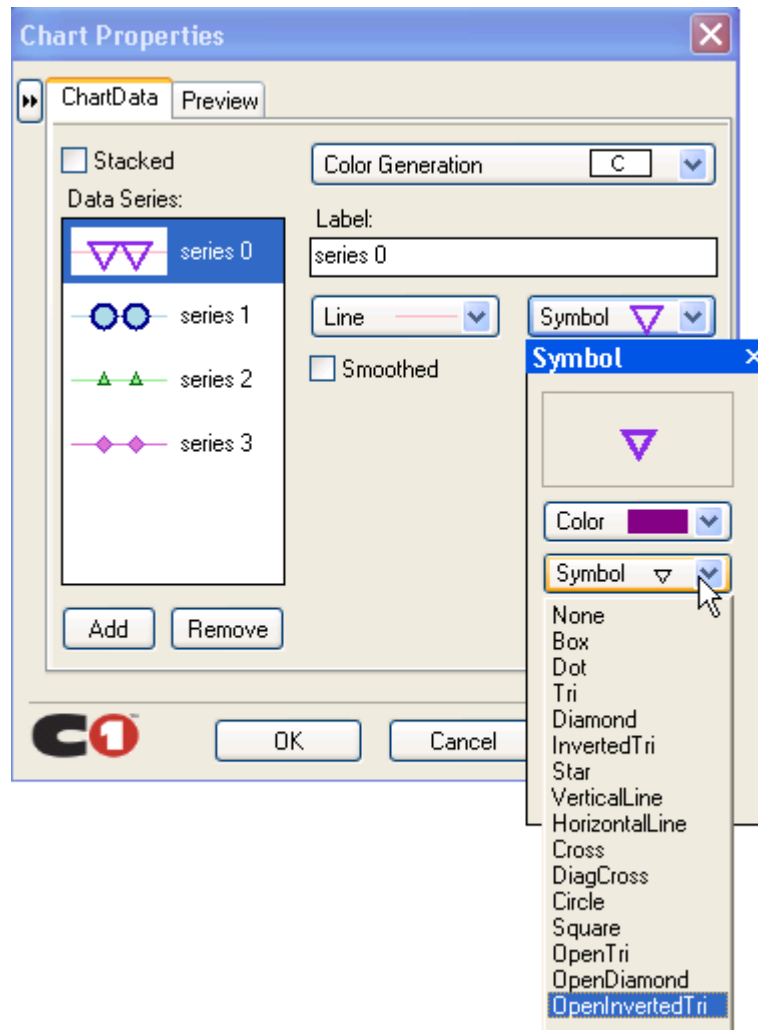 Chart Properties
ChartData Preview
Stacked
Color Generation C
Data Series:
Label:
series 0
series 0
series 1
Line
Symbol
Smoothed
series 2
series 3
Add Remove
OK Cancel
C1
Symbol
Color
Symbol
None
Box
Dot
Tri
Diamond
InvertedTri
Star
VerticalLine
HorizontalLine
Cross
DiagCross
Circle
Square
OpenTri
OpenDiamond
OpenInvertedTri